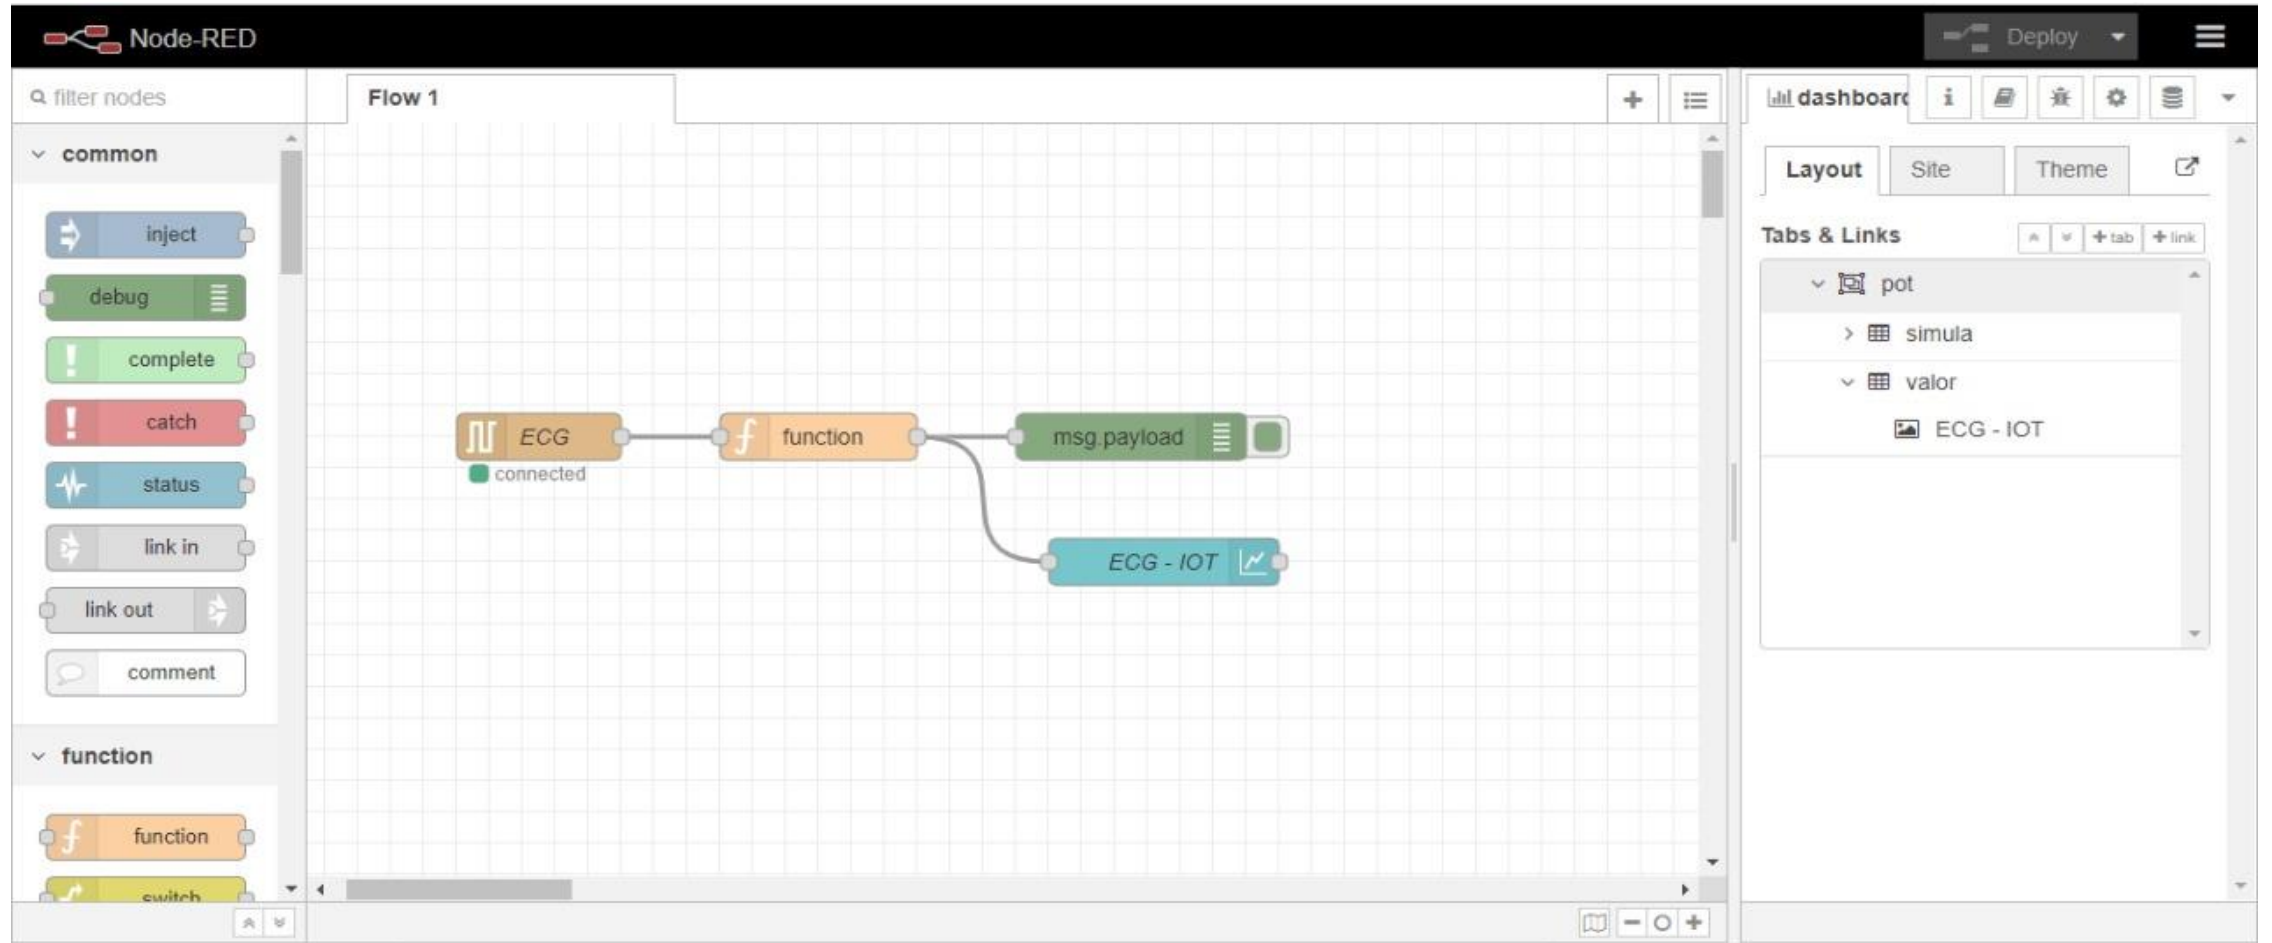 Node-RED
Deploy
filter nodes
Flow 1
dashboard
common
inject
debug
complete
catch
status
link in
link out
comment
function
function
switch
ECG
connected
function
msg.payload
ECG - IOT
Layout
Site
Theme
Tabs & Links
+ tab
+ link
pot
simula
valor
ECG - IOT